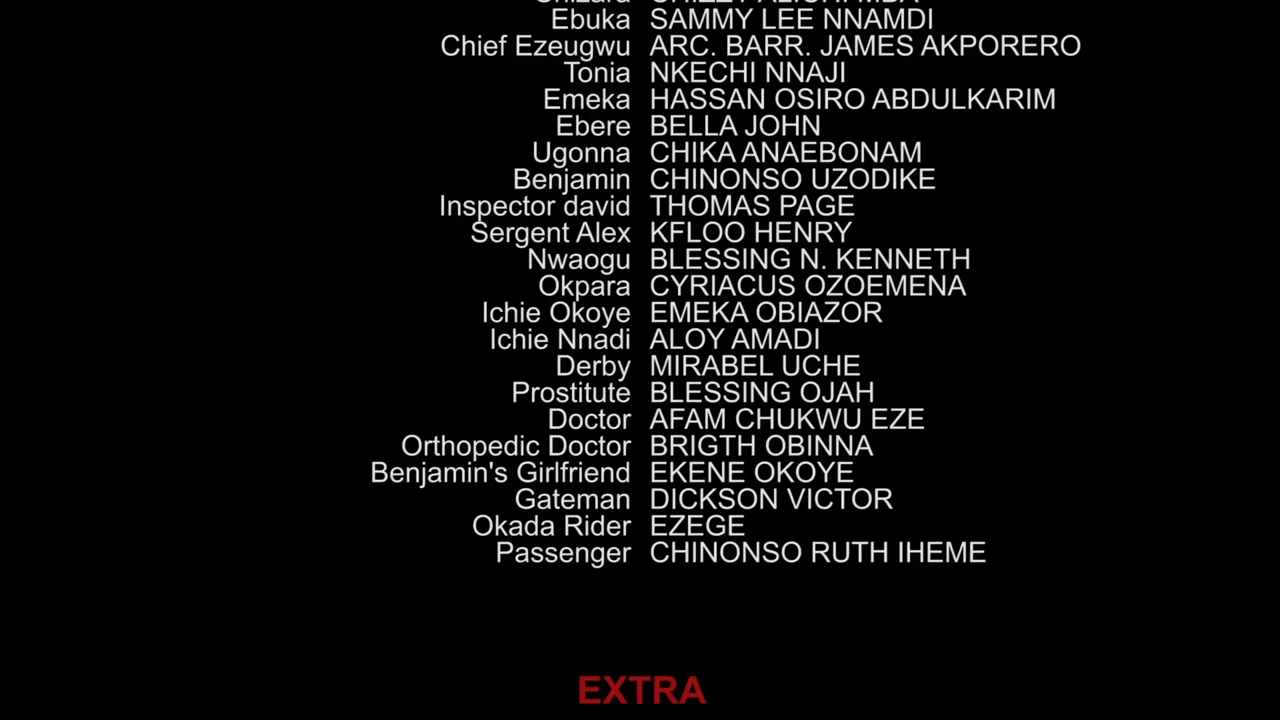 Ebuka SAMMY LEE NNAMDI
Chief Ezeugwu ARC. BARR. JAMES AKPORERO
Tonia NKECHI NNAJI
Emeka HASSAN OSIRO ABDULKARIM
Ebere BELLA JOHN
Ugonna CHIKA ANAEBONAM
Benjamin CHINONSO UZODIKE
Inspector david THOMAS PAGE
Sergent Alex KFLOO HENRY
Nwaogu BLESSING N. KENNETH
Okpara CYRIACUS OZOEMENA
Ichie Okoye EMEKA OBIAZOR
Ichie Nnadi ALOY AMADI
Derby MIRABEL UCHE
Prostitute BLESSING OJAH
Doctor AFAM CHUKWU EZE
Orthopedic Doctor BRIGTH OBINNA
Benjamin's Girlfriend EKENE OKOYE
Gateman DICKSON VICTOR
Okada Rider EZEGE
Passenger CHINONSO RUTH IHEME
EXTRA